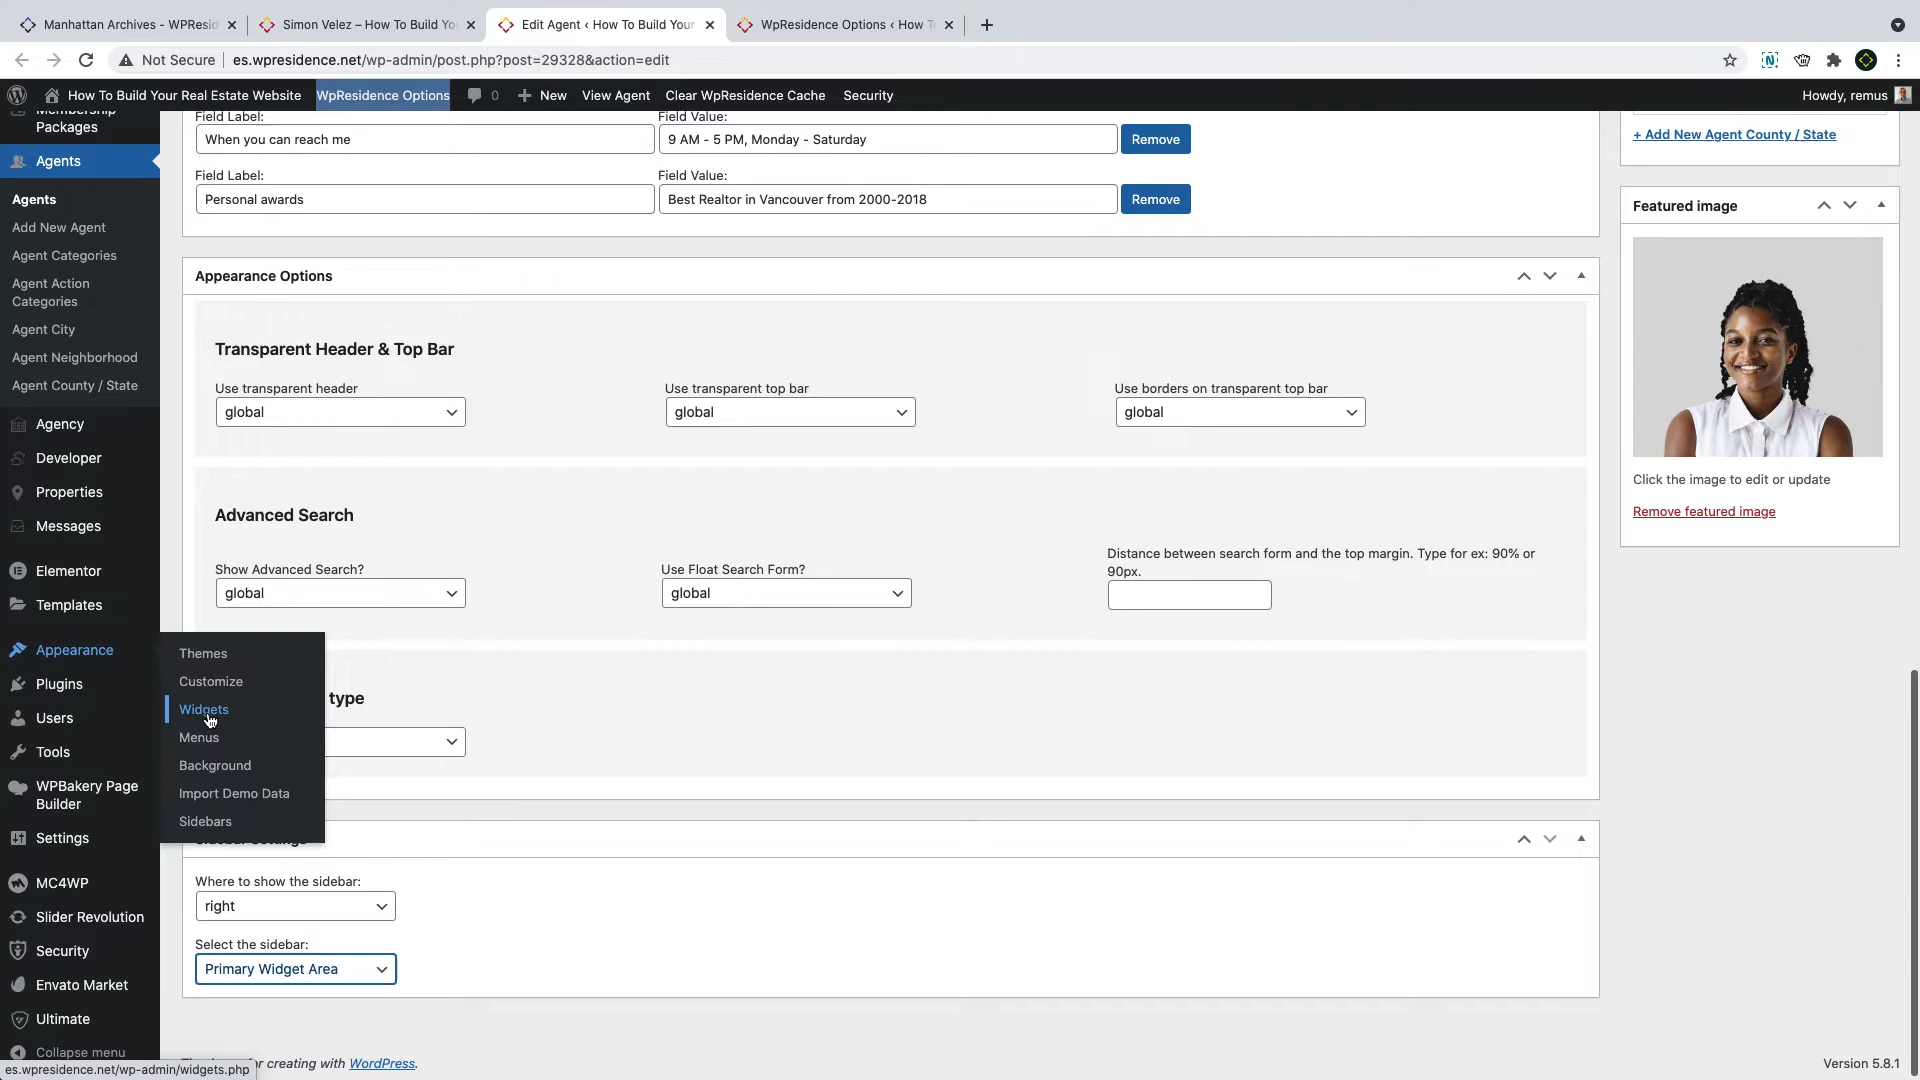 Manhattan Archives - WPResid
Simon Velez – How To Build Yo
Edit Agent ‹ How To Build Your
WpResidence Options ‹ How T
Not Secure
es.wpresidence.net/wp-admin/post.php?post=29328&action=edit
How To Build Your Real Estate Website
WpResidence Options
0
New
View Agent
Clear WpResidence Cache
Security
Howdy, remus
Membership
Packages
Agents
Agents
Add New Agent
Agent Categories
Agent Action
Categories
Agent City
Agent Neighborhood
Agent County / State
Agency
Developer
Properties
Messages
Elementor
Templates
Appearance
Plugins
Users
Tools
WPBakery Page
Builder
Settings
MC4WP
Slider Revolution
Security
Envato Market
Ultimate
Collapse menu
Themes
Customize
Widgets
Menus
Background
Import Demo Data
Sidebars
Field Label:
Field Value:
When you can reach me
9 AM - 5 PM, Monday - Saturday
Remove
Field Label:
Field Value:
Personal awards
Best Realtor in Vancouver from 2000-2018
Remove
Appearance Options
Transparent Header & Top Bar
Use transparent header
Use transparent top bar
Use borders on transparent top bar
global
global
global
Advanced Search
Show Advanced Search?
Use Float Search Form?
Distance between search form and the top margin. Type for ex: 90% or
90px.
global
global
type
Where to show the sidebar:
right
Select the sidebar:
Primary Widget Area
for creating with WordPress.
Version 5.8.1
es.wpresidence.net/wp-admin/widgets.php
+ Add New Agent County / State
Featured image
Click the image to edit or update
Remove featured image